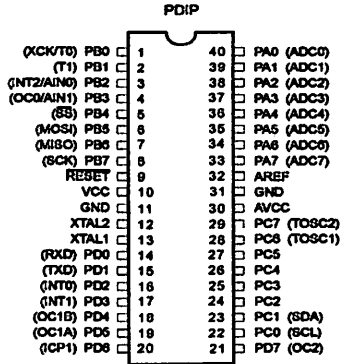 PDIP
(XCK/T0) PB0 1 40 PA0 (ADC0)
(T1) PB1 2 39 PA1 (ADC1)
(INT2/AIN0) PB2 3 38 PA2 (ADC2)
(OC0/AIN1) PB3 4 37 PA3 (ADC3)
(SS) PB4 5 36 PA4 (ADC4)
(MOSI) PB5 6 35 PA5 (ADC5)
(MISO) PB6 7 34 PA6 (ADC6)
(SCK) PB7 8 33 PA7 (ADC7)
RESET 9 32 AREF
VCC 10 31 GND
GND 11 30 AVCC
XTAL2 12 29 PC7 (TOSC2)
XTAL1 13 28 PC6 (TOSC1)
(RXD) PD0 14 27 PC5
(TXD) PD1 15 26 PC4
(INT0) PD2 16 25 PC3
(INT1) PD3 17 24 PC2
(OC1B) PD4 18 23 PC1 (SDA)
(OC1A) PD5 19 22 PC0 (SCL)
(ICP1) PD6 20 21 PD7 (OC2)